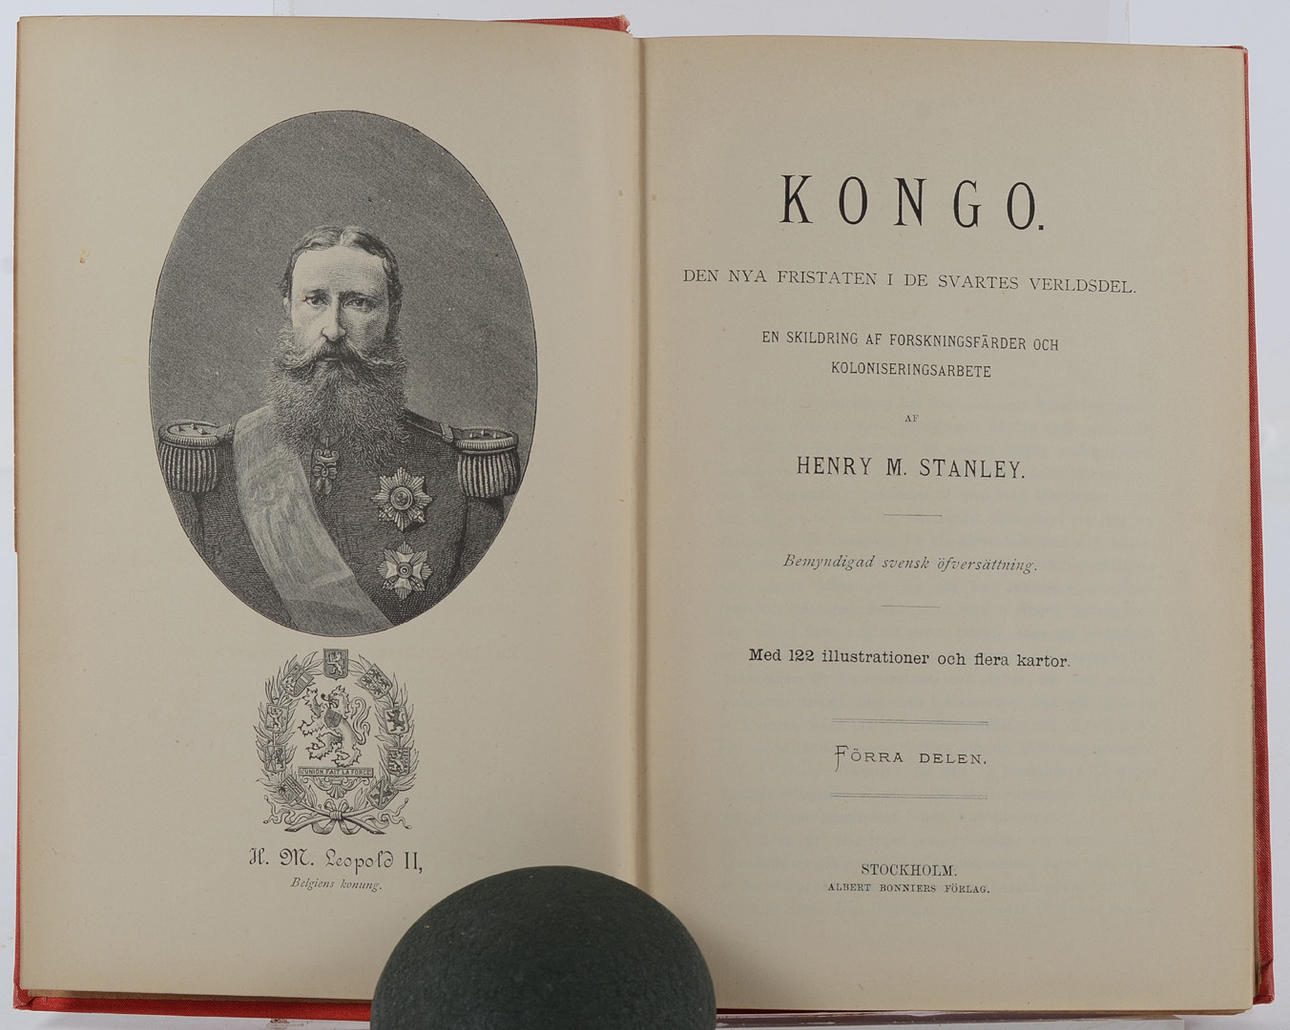 L'UNION FAIT LA FORCE
H. M. Leopold II,
Belgiens konung.
KONGO.
DEN NYA FRISTATEN I DE SVARTES VERLDSDEL.
EN SKILDRING AF FORSKNINGSFÄRDER OCH
KOLONISERINGSARBETE
AF
HENRY M. STANLEY.
Bemyndigad svensk öfversättning.
Med 122 illustrationer och flera kartor.
FÖRRA DELEN.
STOCKHOLM.
ALBERT BONNIERS FÖRLAG.